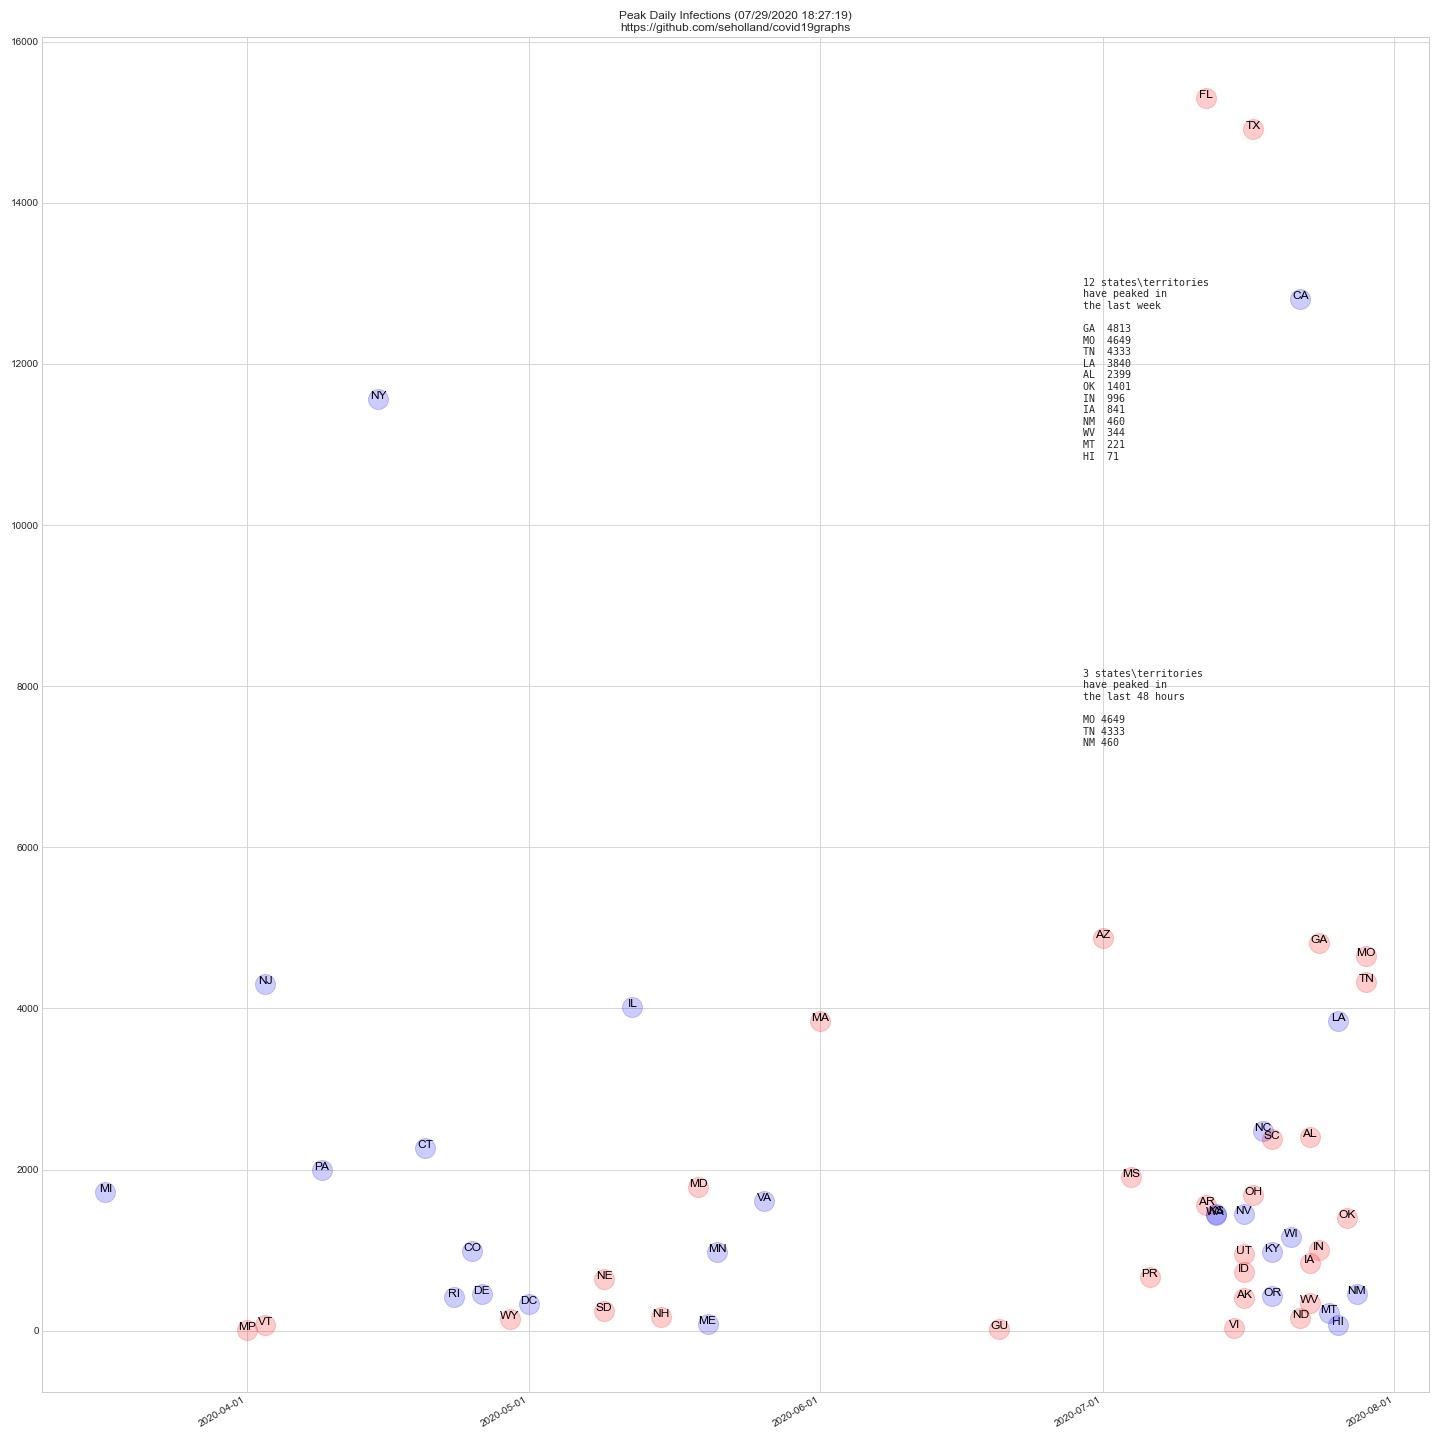 Peak Daily Infections (07/29/2020 18:27:19)
https://github.com/seholland/covid19graphs
16000
FL
TX
14000
12 states\territories
have peaked in
the last week
CA
GA 4813
MO 4649
TN 4333
LA 3840
AL 2399
OK 1401
IN 996
IA 841
NM 460
WV 344
MT 221
HI 71
12000
NY
10000
3 states\territories
have peaked in
the last 48 hours
MO 4649
TN 4333
NM 460
8000
6000
AZ
GA
MO
TN
NJ
IL
MA
LA
4000
CT
NC
SC
AL
PA
MS
2000
MI
MD
VA
OH
AR
NV
OK
WI
CO
MN
UT
KY
IN
IA
NE
PR
ID
RI
DE
DC
SD
AK
OR
NM
WY
NH
WV
MT
MP
VT
ME
GU
VI
ND
HI
0
2020-04-01
2020-05-01
2020-06-01
2020-07-01
2020-08-01